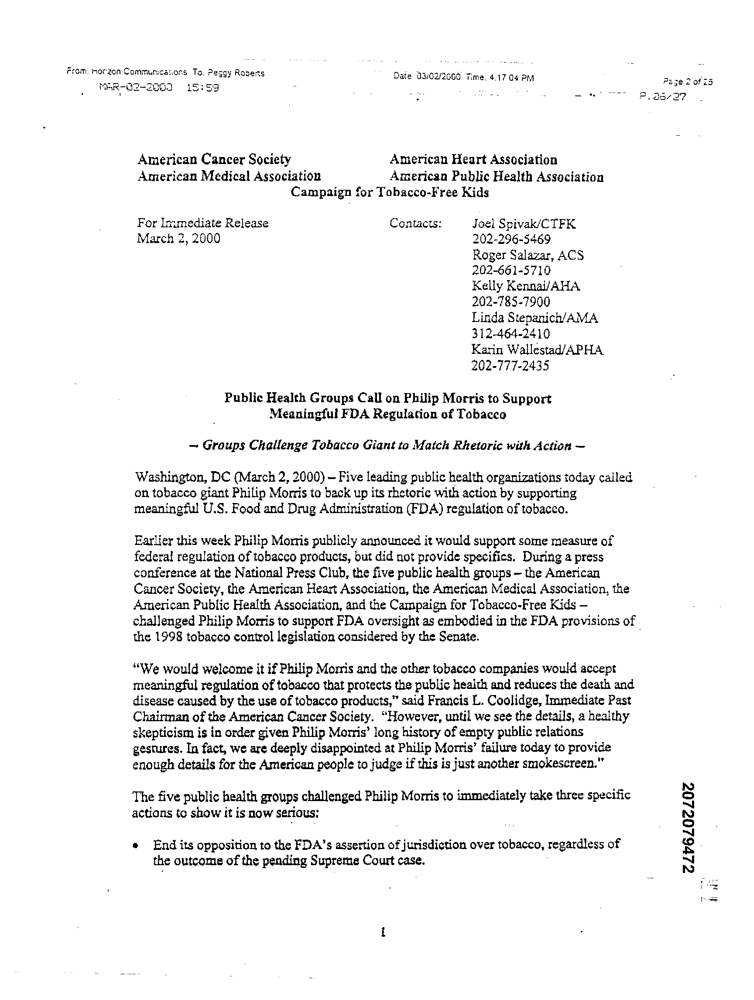 From: Horizon Communications To: Peggy Roberts Date: 03/02/2000 Time: 4:17:04 PM Page 2 of 25
MAR-02-2000 15:59 P.06/27
American Cancer Society American Heart Association
American Medical Association American Public Health Association
Campaign for Tobacco-Free Kids
For Immediate Release Contacts: Joel Spivak/CTFK
March 2, 2000 202-296-5469
Roger Salazar, ACS
202-661-5710
Kelly Kennai/AHA
202-785-7900
Linda Stepanich/AMA
312-464-2410
Karin Wallestad/APHA
202-777-2435
Public Health Groups Call on Philip Morris to Support
Meaningful FDA Regulation of Tobacco
– Groups Challenge Tobacco Giant to Match Rhetoric with Action –
Washington, DC (March 2, 2000) – Five leading public health organizations today called
on tobacco giant Philip Morris to back up its rhetoric with action by supporting
meaningful U.S. Food and Drug Administration (FDA) regulation of tobacco.
Earlier this week Philip Morris publicly announced it would support some measure of
federal regulation of tobacco products, but did not provide specifics. During a press
conference at the National Press Club, the five public health groups – the American
Cancer Society, the American Heart Association, the American Medical Association, the
American Public Health Association, and the Campaign for Tobacco-Free Kids –
challenged Philip Morris to support FDA oversight as embodied in the FDA provisions of
the 1998 tobacco control legislation considered by the Senate.
“We would welcome it if Philip Morris and the other tobacco companies would accept
meaningful regulation of tobacco that protects the public health and reduces the death and
disease caused by the use of tobacco products,” said Francis L. Coolidge, Immediate Past
Chairman of the American Cancer Society. “However, until we see the details, a healthy
skepticism is in order given Philip Morris’ long history of empty public relations
gestures. In fact, we are deeply disappointed at Philip Morris’ failure today to provide
enough details for the American people to judge if this is just another smokescreen.”
The five public health groups challenged Philip Morris to immediately take three specific
actions to show it is now serious:
• End its opposition to the FDA’s assertion of jurisdiction over tobacco, regardless of
the outcome of the pending Supreme Court case.
2072079472
1